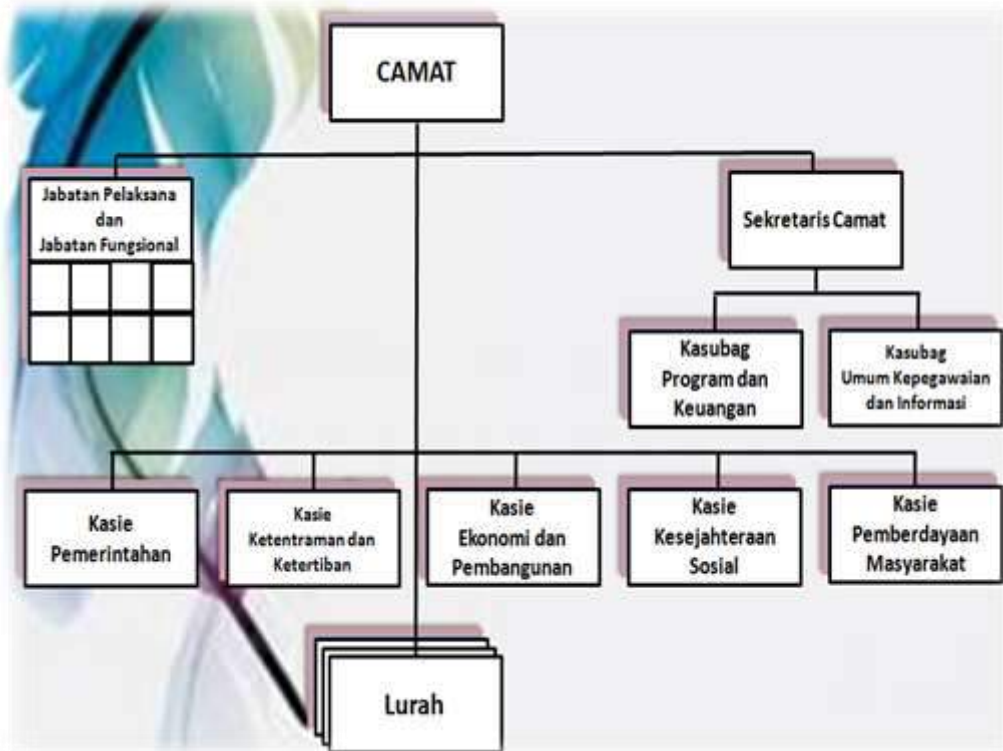 CAMAT
Jabatan Pelaksana
dan
Jabatan Fungsional
Sekretaris Camat
Kasubag
Program dan
Keuangan
Kasubag
Umum Kepegawaian
dan Informasi
Kasie
Pemerintahan
Kasie
Ketentraman dan
Ketertiban
Kasie
Ekonomi dan
Pembangunan
Kasie
Kesejahteraan
Sosial
Kasie
Pemberdayaan
Masyarakat
Lurah